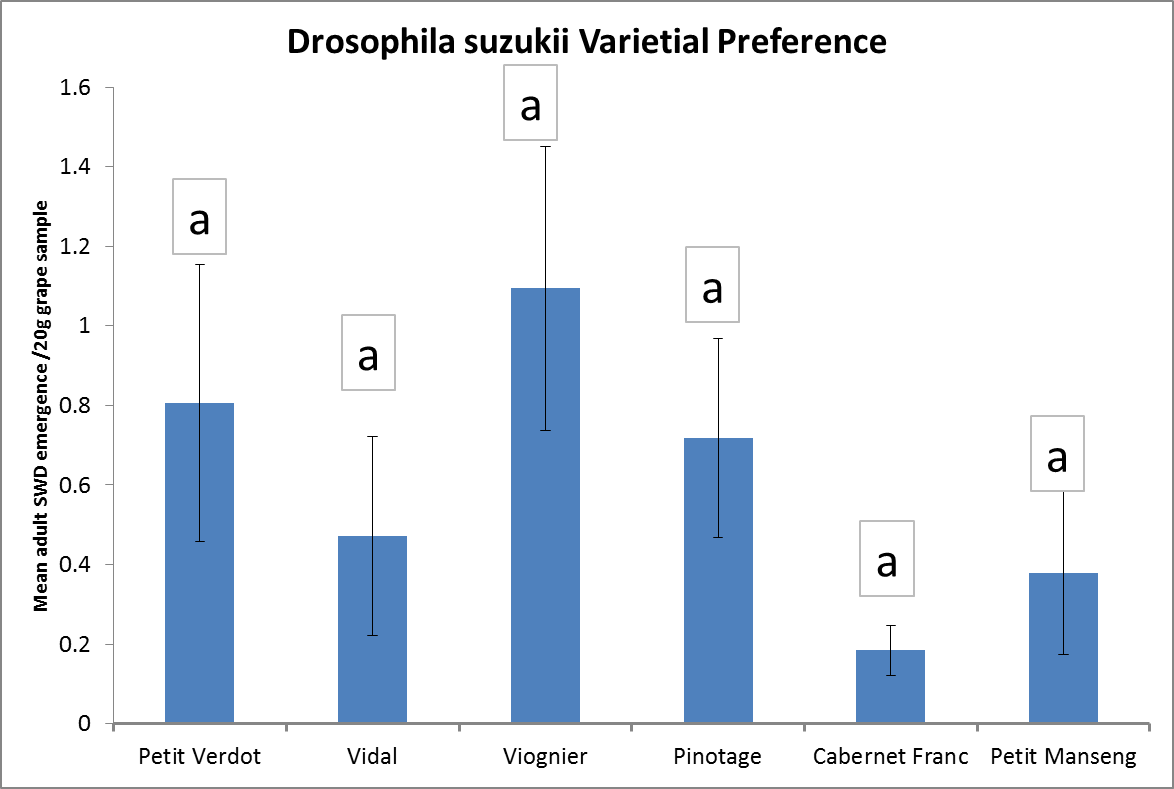 Drosophila suzukii Varietial Preference
Mean adult SWD emergence /20g grape sample
1.6
1.4
1.2
1
0.8
0.6
0.4
0.2
0
a
a
a
a
a
a
Petit Verdot
Vidal
Viognier
Pinotage
Cabernet Franc
Petit Manseng